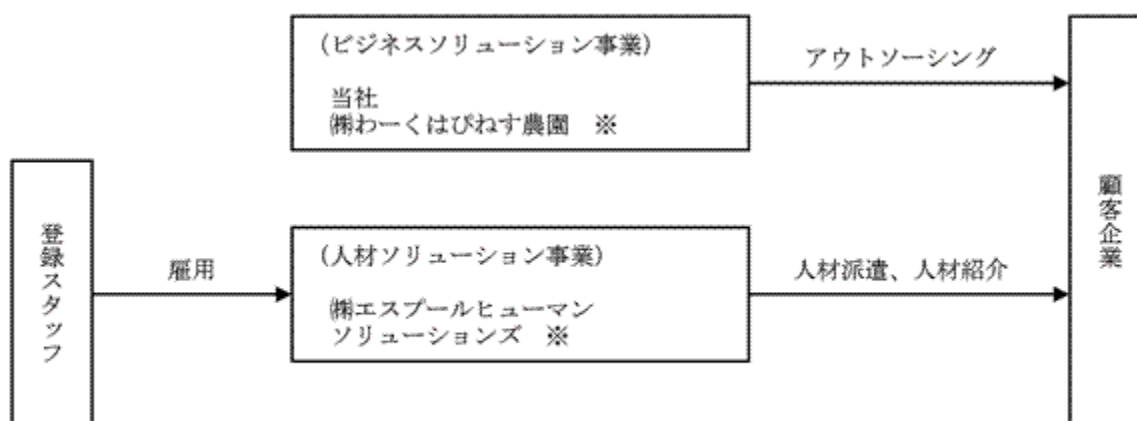 （ビジネスソリューション事業）
当社
㈱わーくはぴねす農園　※
アウトソーシング
登録スタッフ
雇用
（人材ソリューション事業）
㈱エスプールヒューマン
ソリューションズ　※
人材派遣、人材紹介
顧客企業